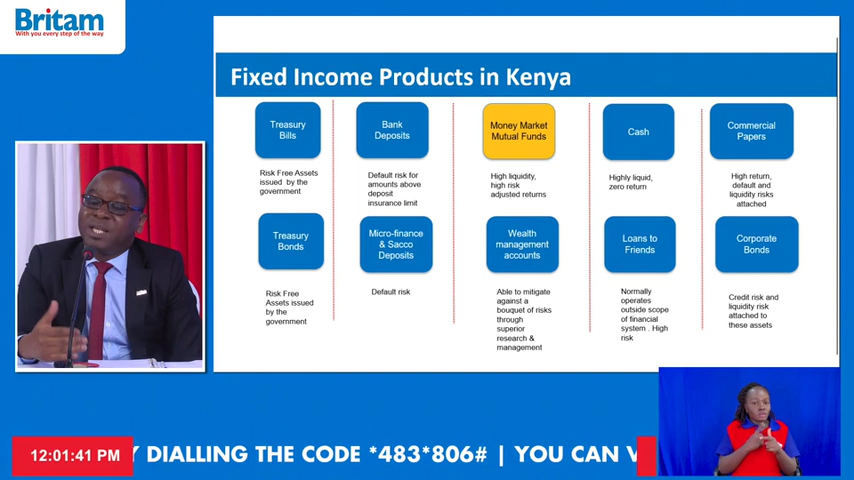 Britam
With you every step of the way
Fixed Income Products in Kenya
Treasury
Bills
Bank
Deposits
Money Market
Mutual Funds
Cash
Commercial
Papers
Risk Free Assets
issued by the
government
Default risk for
amounts above
deposit
insurance limit
High liquidity,
high risk
adjusted returns
Highly liquid,
zero return
High return,
default and
liquidity risks
attached
Treasury
Bonds
Micro-finance
& Sacco
Deposits
Wealth
management
accounts
Loans to
Friends
Corporate
Bonds
Risk Free
Assets issued
by the
government
Default risk
Able to mitigate
against a
bouquet of risks
through
superior
research &
management
Normally
operates
outside scope
of financial
system . High
risk
Credit risk and
liquidity risk
attached to
these assets
12:01:41 PM
Y DIALLING THE CODE *483*806# | YOU CAN V